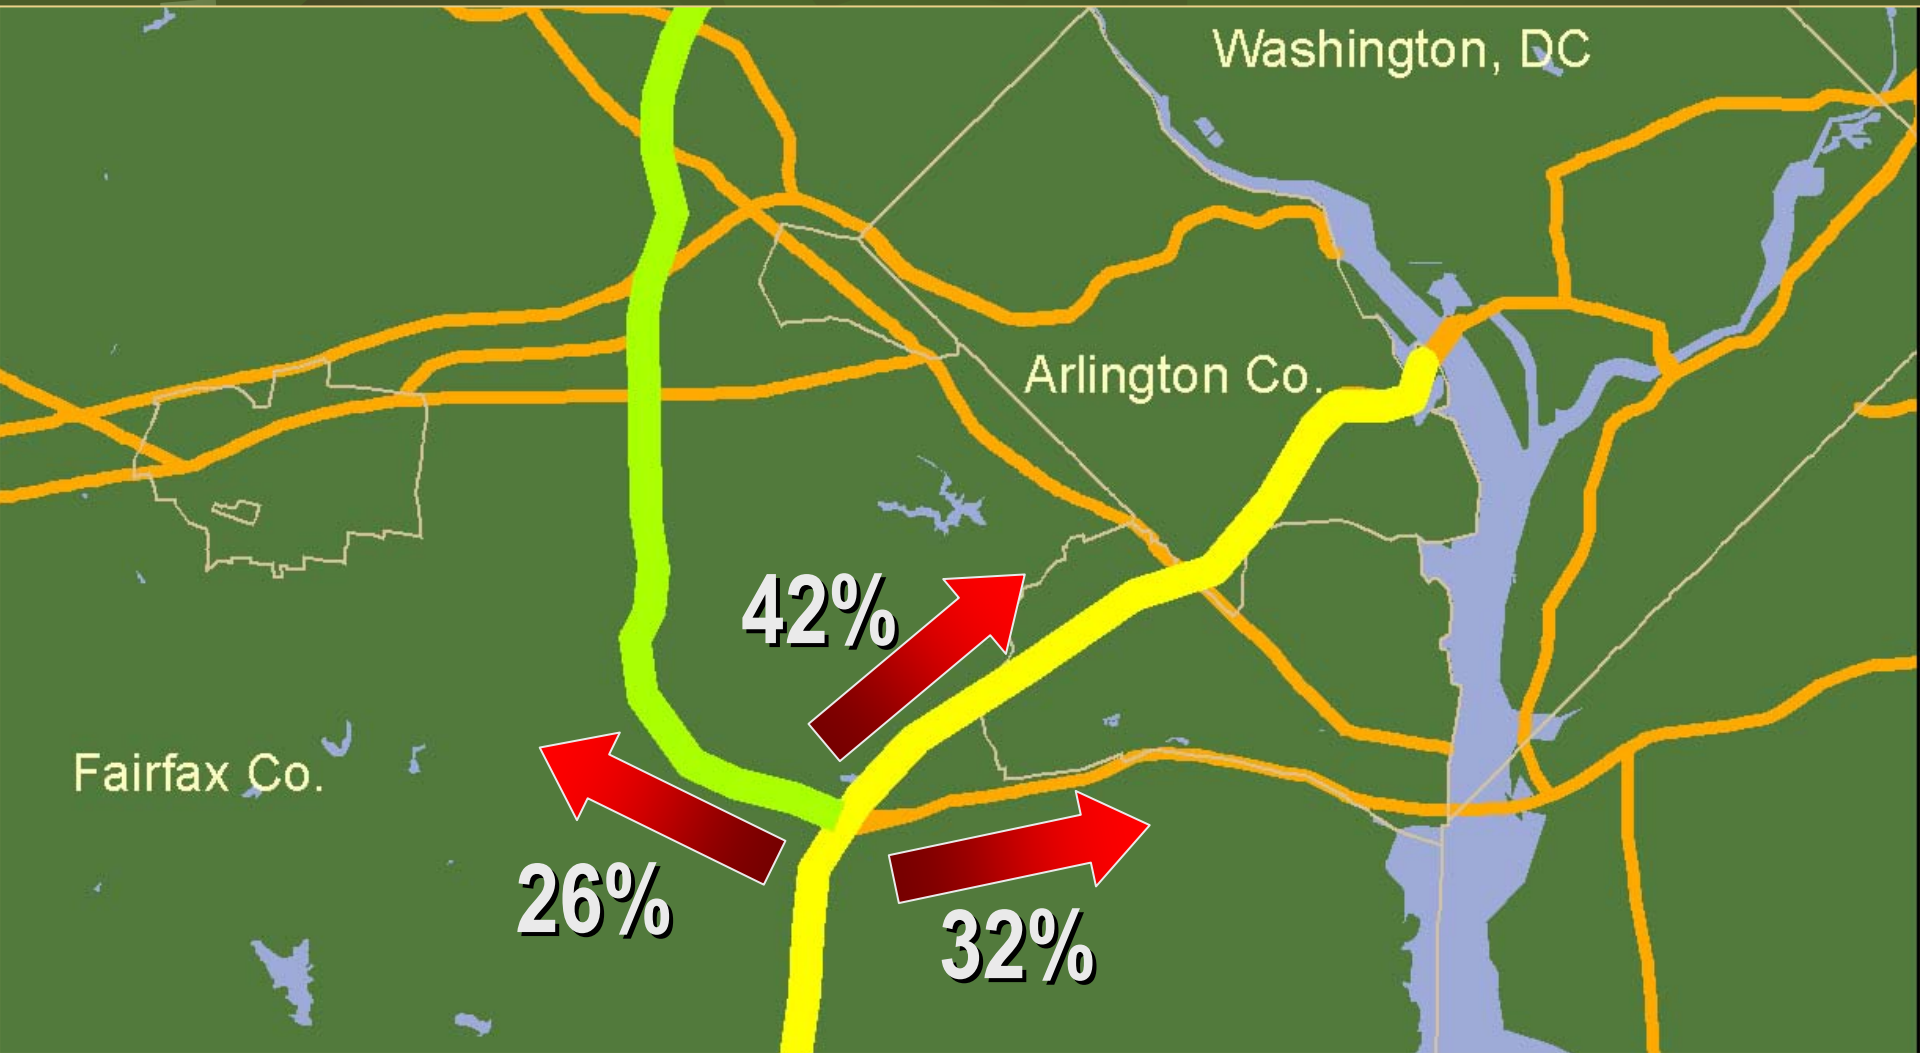 Washington, DC
Arlington Co.
42%
Fairfax Co.
26%
32%